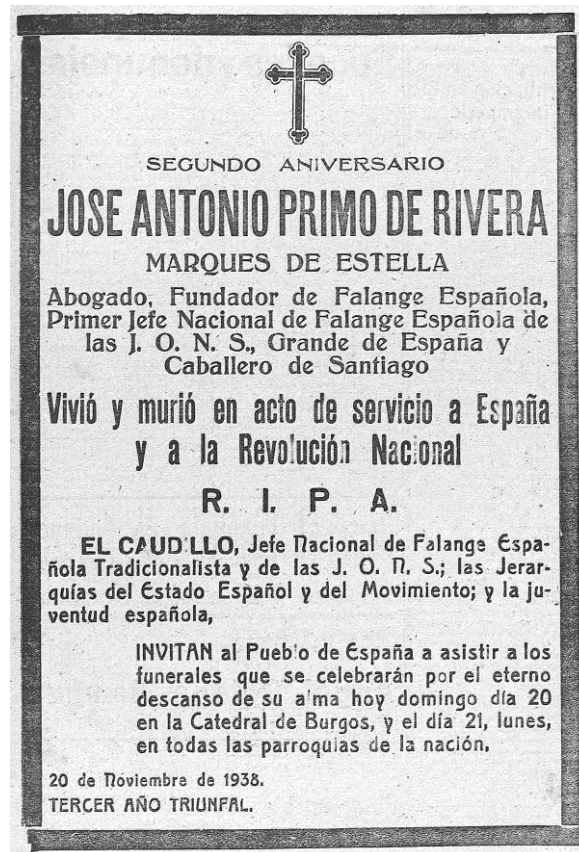 SEGUNDO ANIVERSARIO
JOSE ANTONIO PRIMO DE RIVERA
MARQUES DE ESTELLA
Abogado, Fundador de Falange Española,
Primer Jefe Nacional de Falange Española de
las J. O. N. S., Grande de España y
Caballero de Santiago
Vivió y murió en acto de servicio a España
y a la Revolución Nacional
R. I. P. A.
EL CAUDILLO, Jefe Nacional de Falange Espa-
ñola Tradicionalista y de las J. O. N. S.; las Jerar-
quías del Estado Español y del Movimiento; y la ju-
ventud española,
INVITAN al Pueblo de España a asistir a los
funerales que se celebrarán por el eterno
descanso de su alma hoy domingo día 20
en la Catedral de Burgos, y el día 21, lunes,
en todas las parroquias de la nación.
20 de Noviembre de 1938.
TERCER AÑO TRIUNFAL.